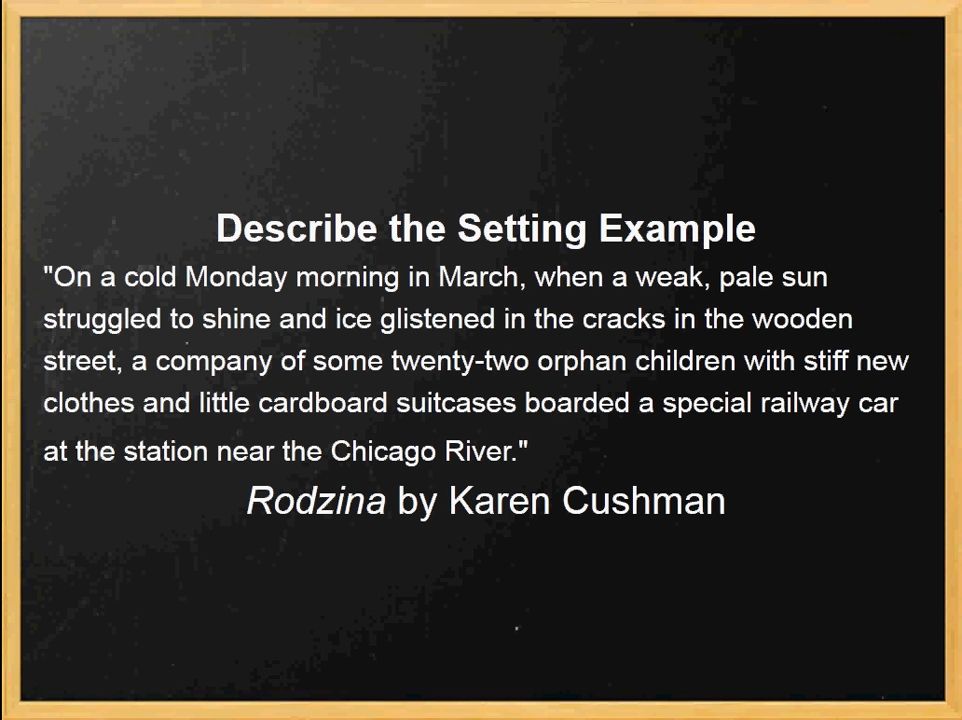 Describe the Setting Example
"On a cold Monday morning in March, when a weak, pale sun
struggled to shine and ice glistened in the cracks in the wooden
street, a company of some twenty-two orphan children with stiff new
clothes and little cardboard suitcases boarded a special railway car
at the station near the Chicago River."
Rodzina by Karen Cushman